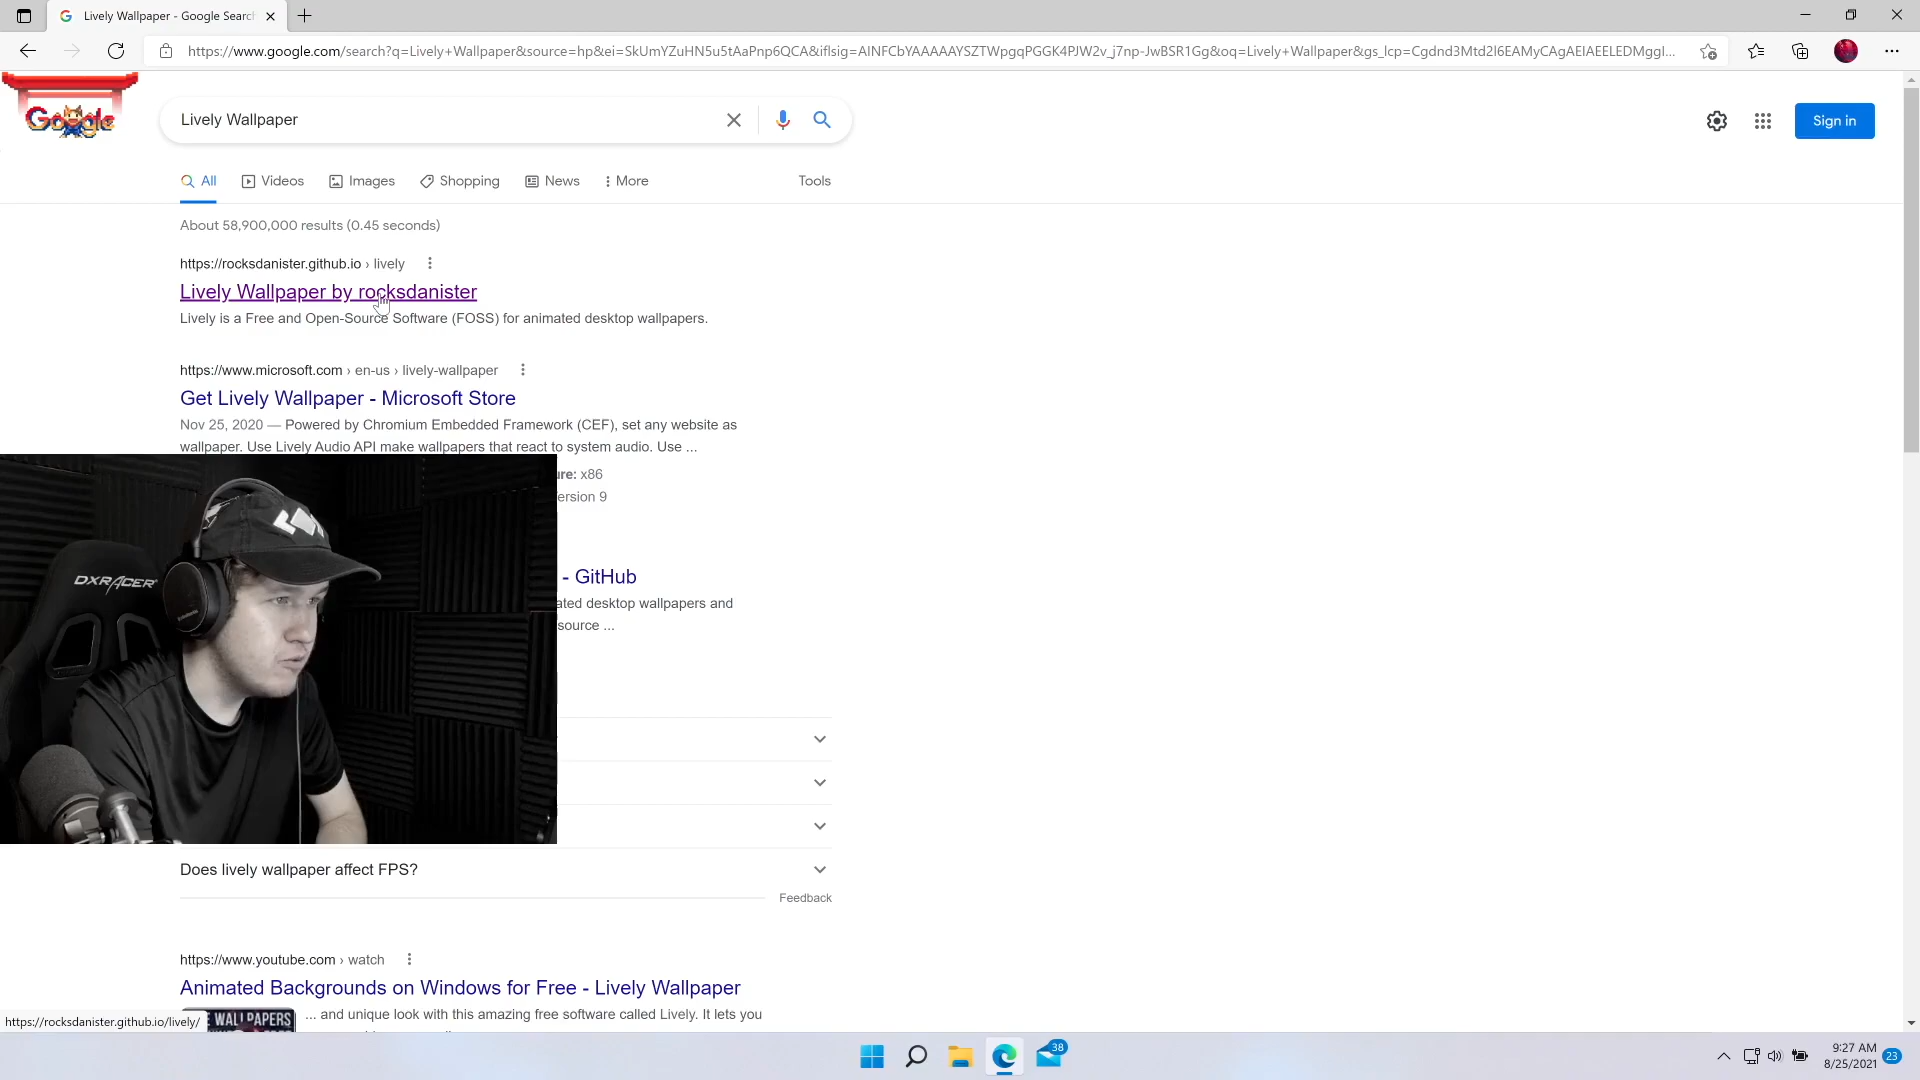 Lively Wallpaper - Google Search
https://www.google.com/search?q=Lively+Wallpaper&source=hp&ei=SkUmYZuHN5u5tAaPnp6QCA&iflsig=AINFCbYAAAAAYSZTWpgqPGGK4PJW2v_j7np-JwBSR1Gg&oq=Lively+Wallpaper&gs_lcp=Cgdnd3Mtd2l6EAMyCAgAEIAEELEDMggI...
Google
Lively Wallpaper
Sign in
All
Videos
Images
Shopping
News
More
Tools
About 58,900,000 results (0.45 seconds)
https://rocksdanister.github.io › lively
Lively Wallpaper by rocksdanister
Lively is a Free and Open-Source Software (FOSS) for animated desktop wallpapers.
https://www.microsoft.com › en-us › lively-wallpaper
Get Lively Wallpaper - Microsoft Store
Nov 25, 2020 — Powered by Chromium Embedded Framework (CEF), set any website as
wallpaper. Use Lively Audio API make wallpapers that react to system audio. Use ...
ure: x86
ersion 9
- GitHub
ated desktop wallpapers and
source ...
DXRACER
Does lively wallpaper affect FPS?
Feedback
https://www.youtube.com › watch
Animated Backgrounds on Windows for Free - Lively Wallpaper
WALLPAPERS
... and unique look with this amazing free software called Lively. It lets you
https://rocksdanister.github.io/lively/
38
9:27 AM
8/25/2021
23